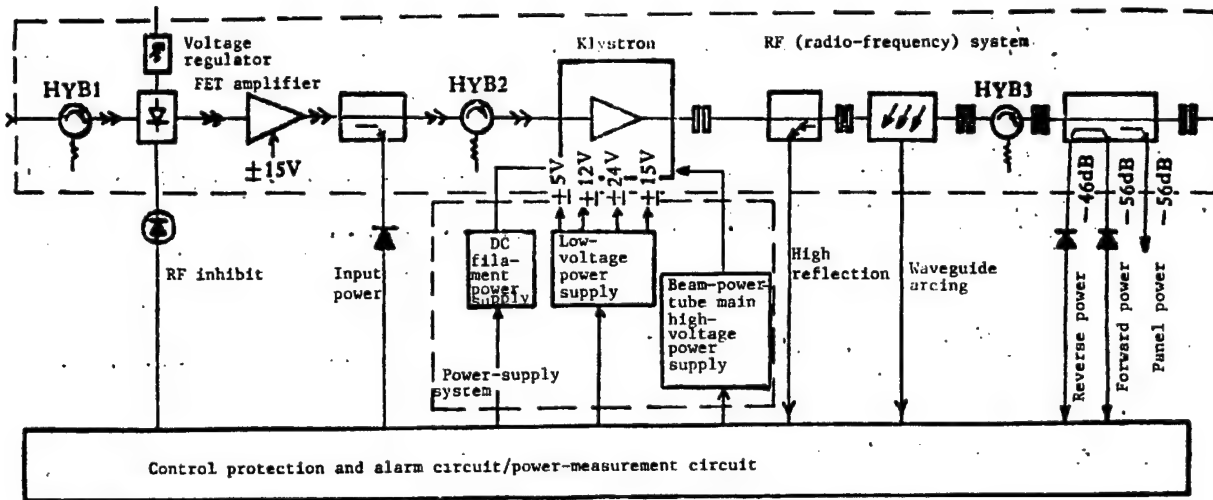 Voltage
regulator
Klystron
RF (radio-frequency) system
HYB1
FET amplifier
HYB2
HYB3
±15V
±5V
±12V
±24V
±15V
-46dB
-56dB
-56dB
RF inhibit
Input
power
DC
fila-
ment
power
supply
Low-
voltage
power
supply
Beam-power-
tube main
high-
voltage
power
supply
High
reflection
Waveguide
arcing
Reverse power
Forward power
Panel power
Power-supply
system
Control protection and alarm circuit/power-measurement circuit